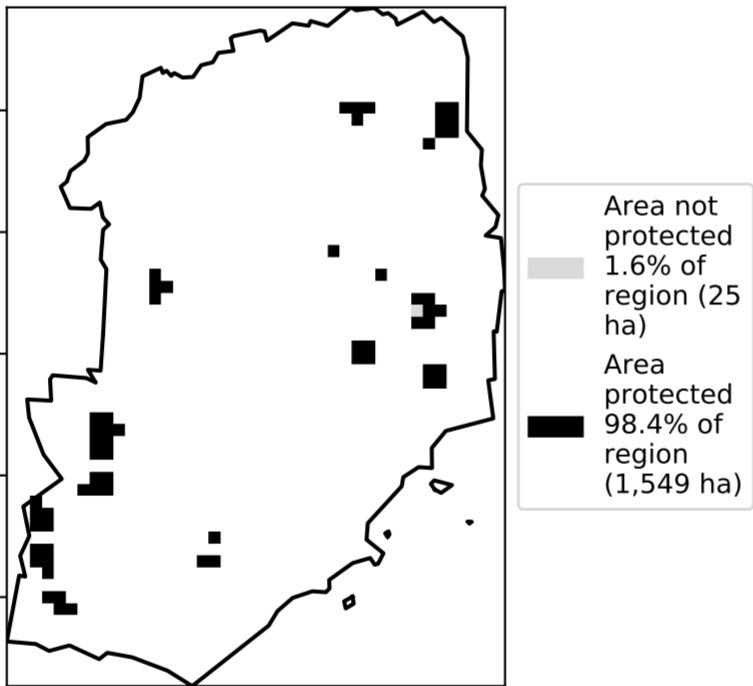 Area not
protected
1.6% of
region (25
ha)
Area
protected
98.4% of
region
(1,549 ha)